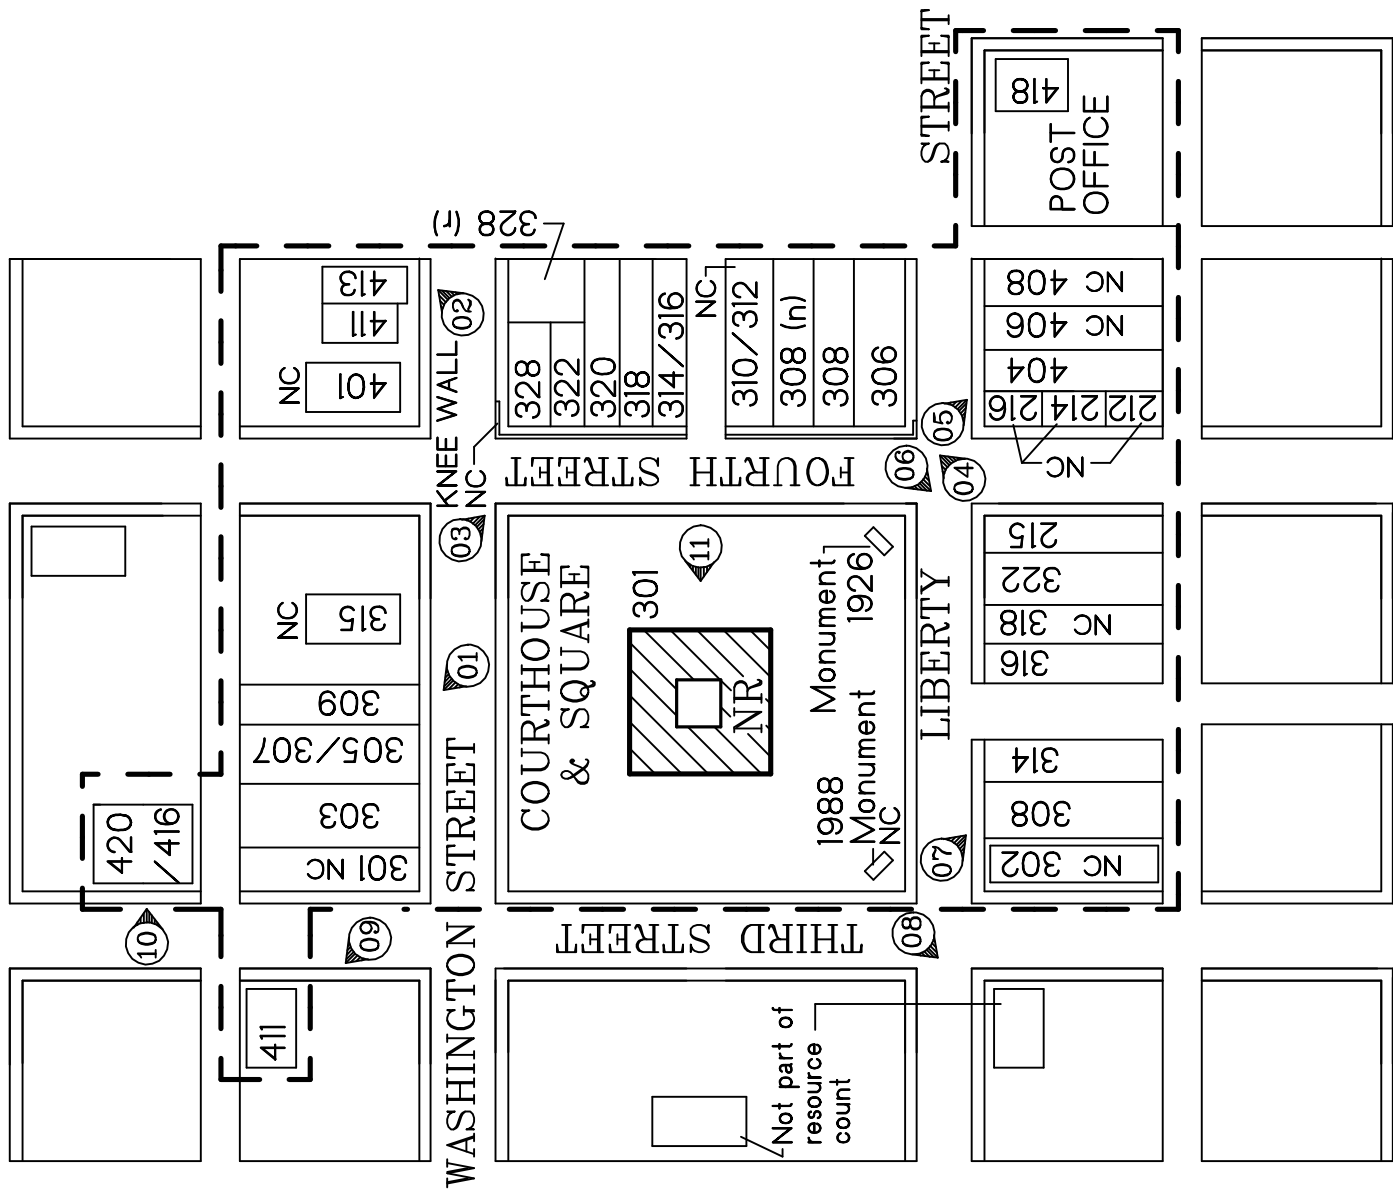 STREET
418
POST
OFFICE
328 (r)
413
411
401
NC
02
KNEE WALL
NC
03
328
322
320
318
314/316
NC
310/312
308 (n)
308
306
408 NC
406 NC
404
216
214
212
NC
05
06
04
FOURTH STREET
315
NC
309
305/307
303
301 NC
01
COURTHOUSE
& SQUARE
301
NR
11
Monument
1926
1988
Monument
NC
215
322
318 NC
316
314
308
302 NC
LIBERTY
07
420
/416
10
09
THIRD STREET
08
WASHINGTON STREET
411
Not part of
resource
count